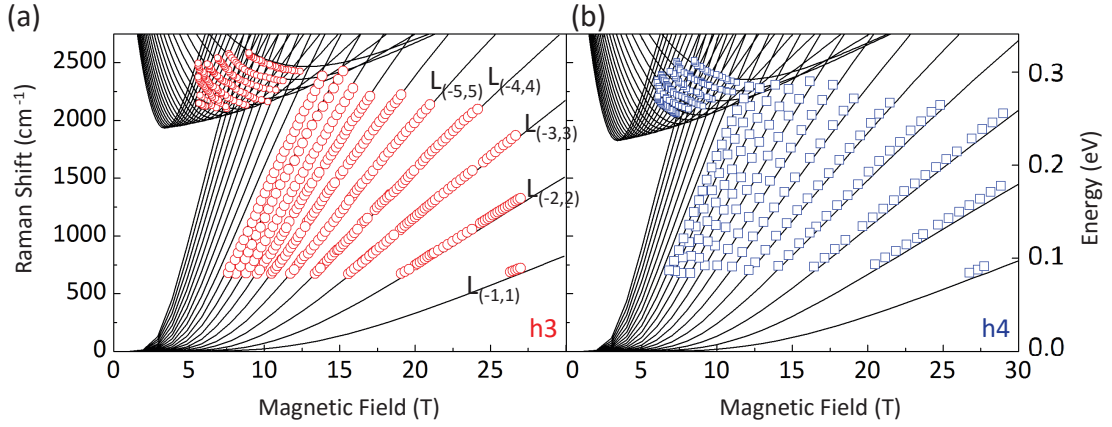 (a)
(b)
Raman Shift (cm⁻¹)
2500
2000
1500
1000
500
0
0 5 10 15 20 25
Magnetic Field (T)
L(-5,5)
L(-4,4)
L(-3,3)
L(-2,2)
L(-1,1)
h3
h4
0 5 10 15 20 25 30
Magnetic Field (T)
0.3
0.2
0.1
0.0
Energy (eV)